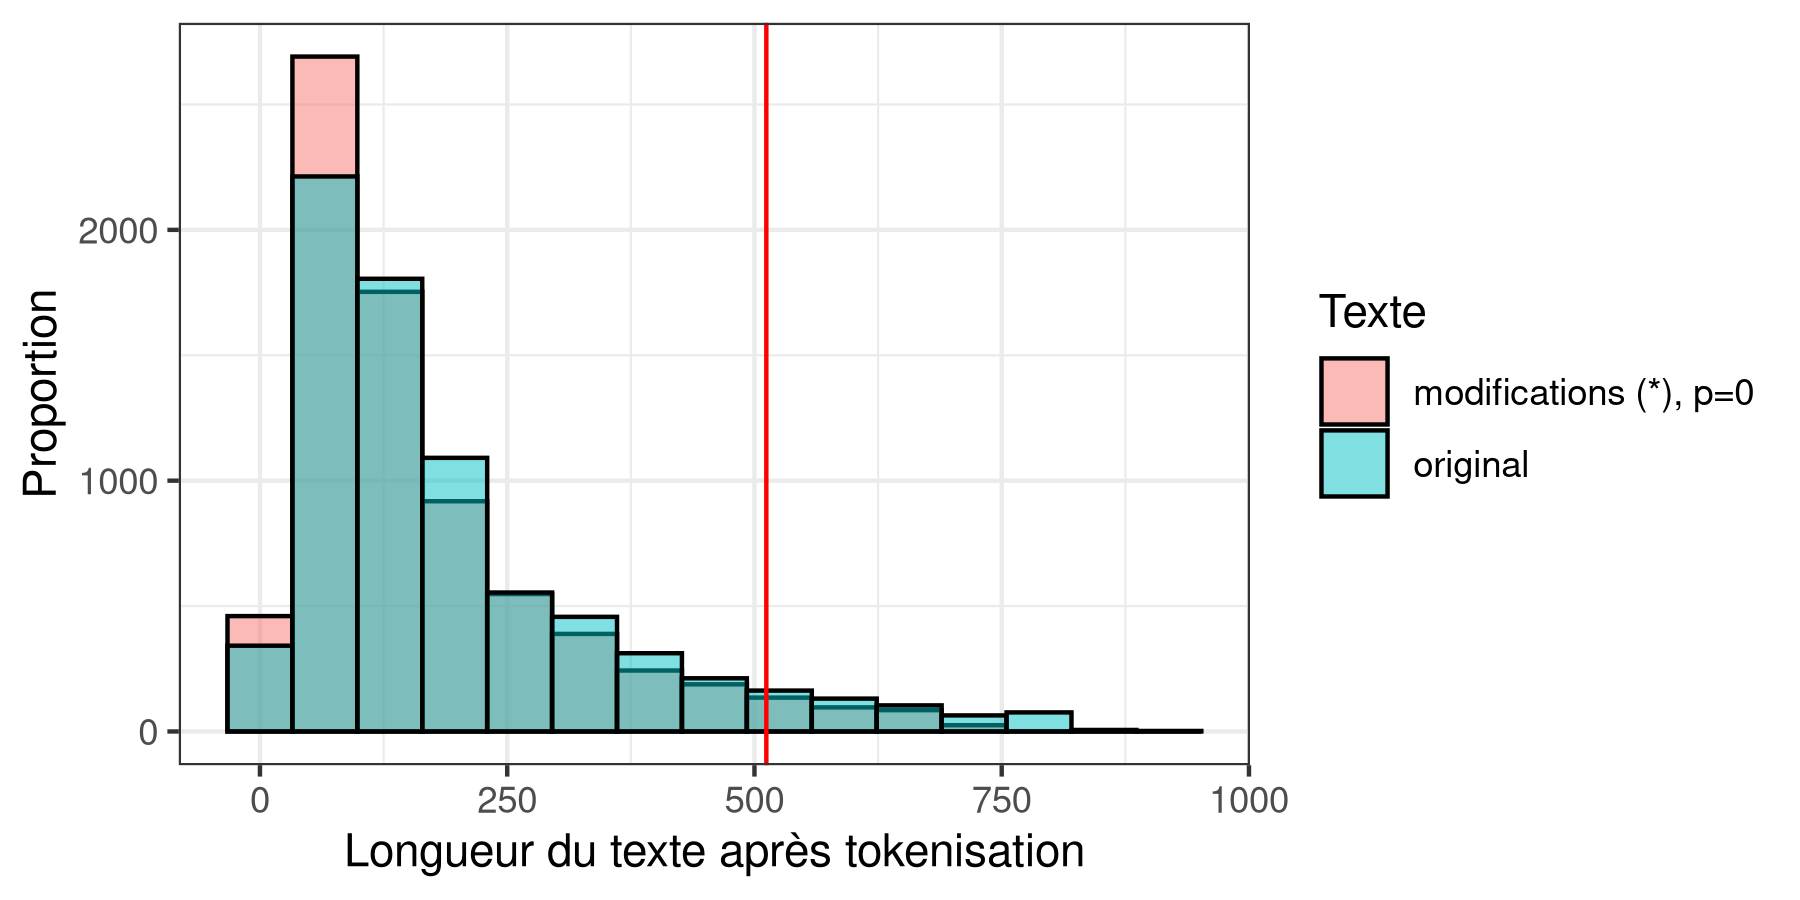 Proportion
2000
1000
0
0
250
500
750
1000
Longueur du texte après tokenisation
Texte
modifications (*), p=0
original